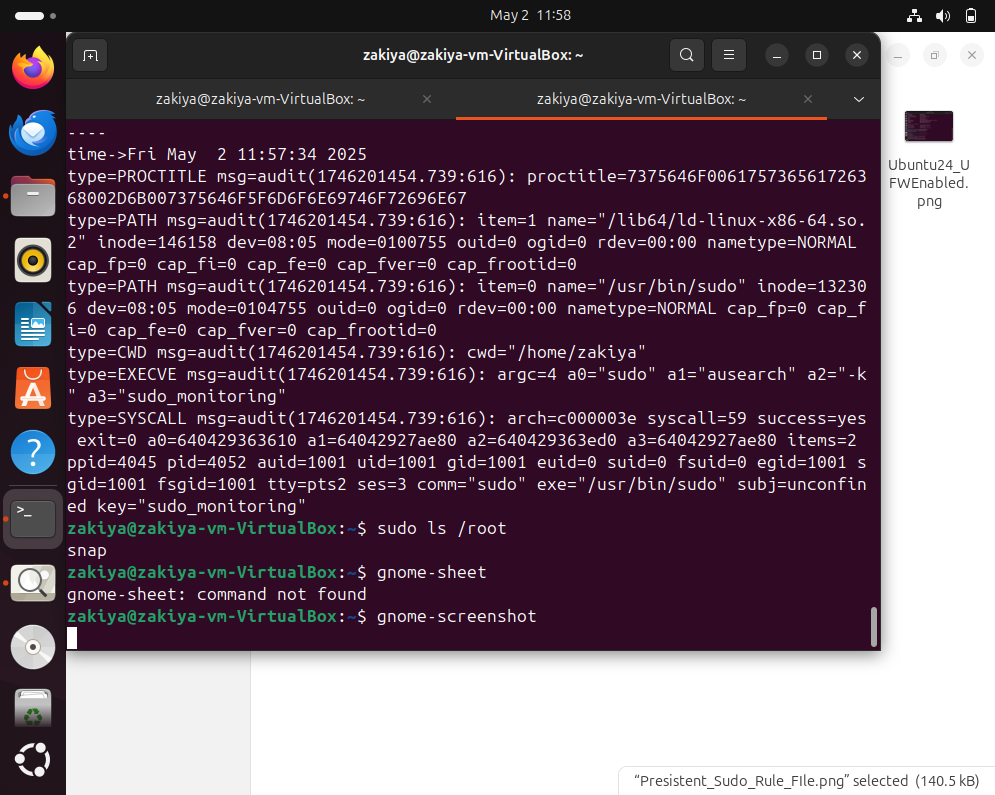 May 2 11:58
zakiya@zakiya-vm-VirtualBox: ~
zakiya@zakiya-vm-VirtualBox: ~
zakiya@zakiya-vm-VirtualBox: ~
----
time->Fri May  2 11:57:34 2025
type=PROCTITLE msg=audit(1746201454.739:616): proctitle=7375646F0061757365617263
68002D6B007375646F5F6D6F6E69746F72696E67
type=PATH msg=audit(1746201454.739:616): item=1 name="/lib64/ld-linux-x86-64.so.
2" inode=146158 dev=08:05 mode=0100755 ouid=0 ogid=0 rdev=00:00 nametype=NORMAL
cap_fp=0 cap_fi=0 cap_fe=0 cap_fver=0 cap_frootid=0
type=PATH msg=audit(1746201454.739:616): item=0 name="/usr/bin/sudo" inode=13230
6 dev=08:05 mode=0104755 ouid=0 ogid=0 rdev=00:00 nametype=NORMAL cap_fp=0 cap_f
i=0 cap_fe=0 cap_fver=0 cap_frootid=0
type=CWD msg=audit(1746201454.739:616): cwd="/home/zakiya"
type=EXECVE msg=audit(1746201454.739:616): argc=4 a0="sudo" a1="ausearch" a2="-k
" a3="sudo_monitoring"
type=SYSCALL msg=audit(1746201454.739:616): arch=c000003e syscall=59 success=yes
 exit=0 a0=640429363610 a1=64042927ae80 a2=640429363ed0 a3=64042927ae80 items=2
ppid=4045 pid=4052 auid=1001 uid=1001 gid=1001 euid=0 suid=0 fsuid=0 egid=1001 s
gid=1001 fsgid=1001 tty=pts2 ses=3 comm="sudo" exe="/usr/bin/sudo" subj=unconfin
ed key="sudo_monitoring"
zakiya@zakiya-vm-VirtualBox:~$ sudo ls /root
snap
zakiya@zakiya-vm-VirtualBox:~$ gnome-sheet
gnome-sheet: command not found
zakiya@zakiya-vm-VirtualBox:~$ gnome-screenshot
Ubuntu24_U
FWEnabled.
png
“Presistent_Sudo_Rule_FIle.png” selected (140.5 kB)